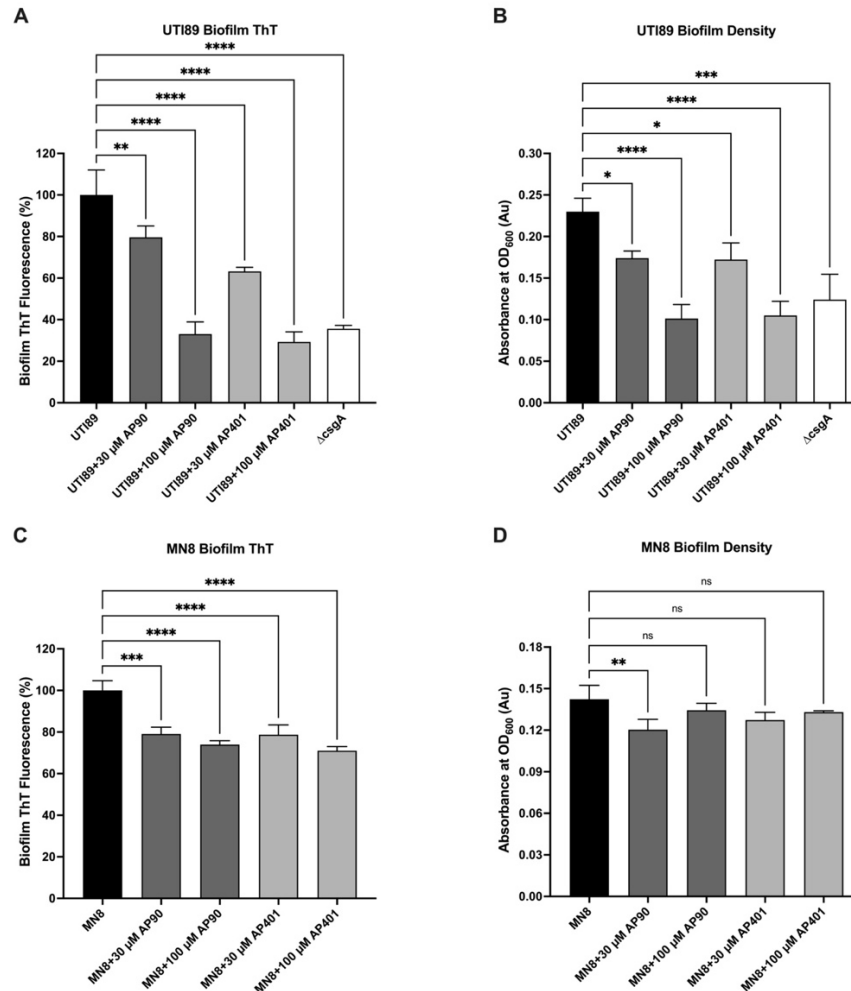 A
UTI89 Biofilm ThT
****
****
****
****
**
Biofilm ThT Fluorescence (%)
120
100
80
60
40
20
0
UTI89
UTI89+30 µM AP90
UTI89+100 µM AP90
UTI89+30 µM AP401
UTI89+100 µM AP401
ΔcsgA
B
UTI89 Biofilm Density
***
****
*
****
*
Absorbance at OD₆₀₀ (Au)
0.30
0.25
0.20
0.15
0.10
0.05
0.00
UTI89
UTI89+30 µM AP90
UTI89+100 µM AP90
UTI89+30 µM AP401
UTI89+100 µM AP401
ΔcsgA
C
MN8 Biofilm ThT
****
****
****
***
Biofilm ThT Fluorescence (%)
120
100
80
60
40
20
0
MN8
MN8+30 µM AP90
MN8+100 µM AP90
MN8+30 µM AP401
MN8+100 µM AP401
D
MN8 Biofilm Density
ns
ns
ns
**
Absorbance at OD₆₀₀ (Au)
0.18
0.15
0.12
0.09
0.06
0.03
0.00
MN8
MN8+30 µM AP90
MN8+100 µM AP90
MN8+30 µM AP401
MN8+100 µM AP401